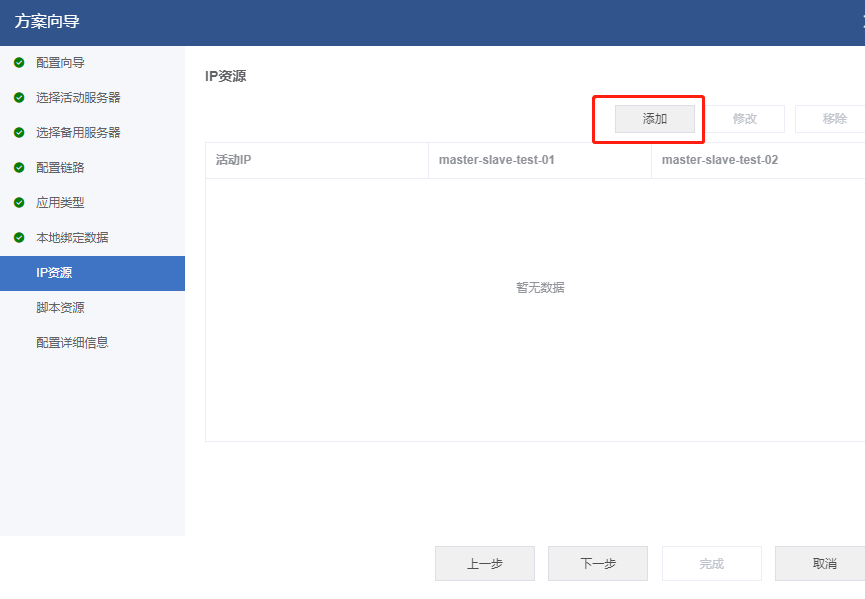 方案向导
配置向导
选择活动服务器
选择备用服务器
配置链路
应用类型
本地绑定数据
IP资源
脚本资源
配置详细信息
IP资源
添加 修改 移除
活动IP master-slave-test-01 master-slave-test-02
暂无数据
上一步 下一步 完成 取消